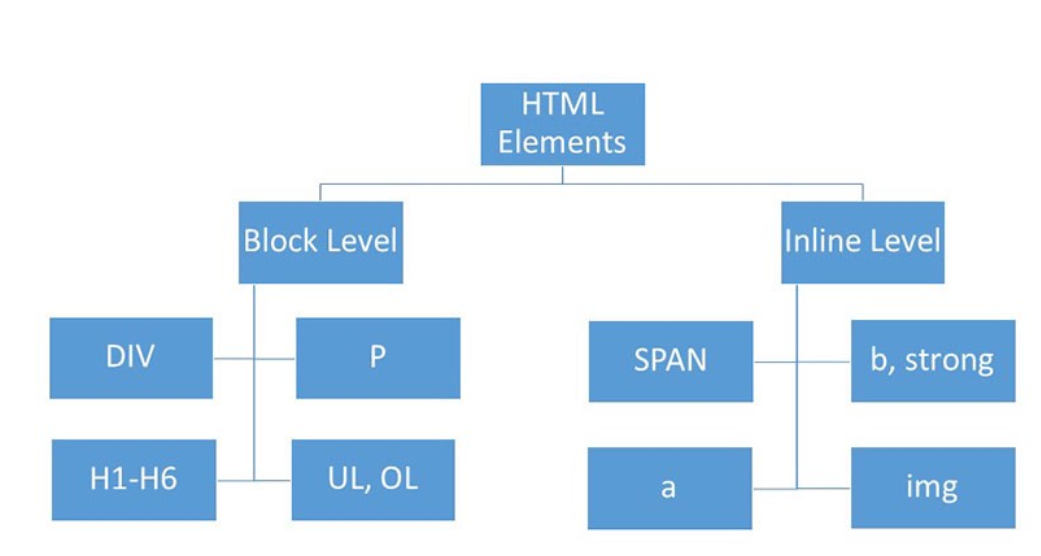 HTML
Elements
Block Level
Inline Level
DIV
P
SPAN
b, strong
H1-H6
UL, OL
a
img